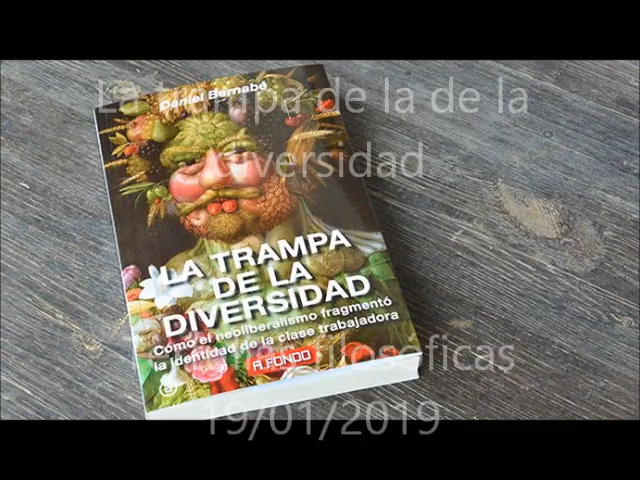 La trampa de la de la
diversidad
Daniel Bernabé
LA TRAMPA
DE LA
DIVERSIDAD
Cómo el neoliberalismo fragmentó
la identidad de la clase trabajadora
A FONDO
filosóficas
19/01/2019